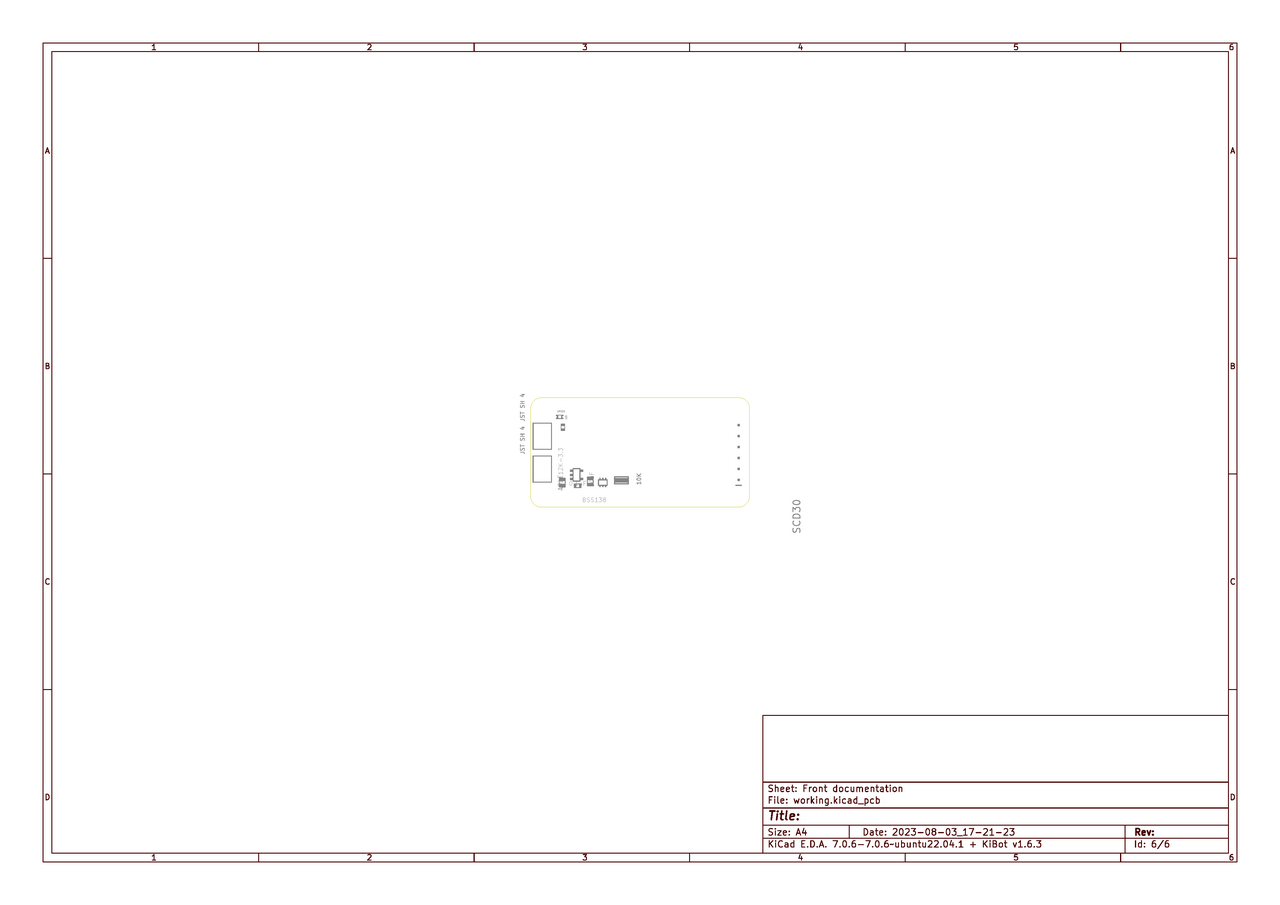 1 2 3 4 5 6
A A
B B
JST SH 4
JST SH 4
10K
BSS138
SCD30
C C
Sheet: Front documentation
File: working.kicad_pcb
D D
Title:
Size: A4 Date: 2023-08-03_17-21-23 Rev:
KiCad E.D.A. 7.0.6-7.0.6~ubuntu22.04.1 + KiBot v1.6.3 Id: 6/6
1 2 3 4 5 6